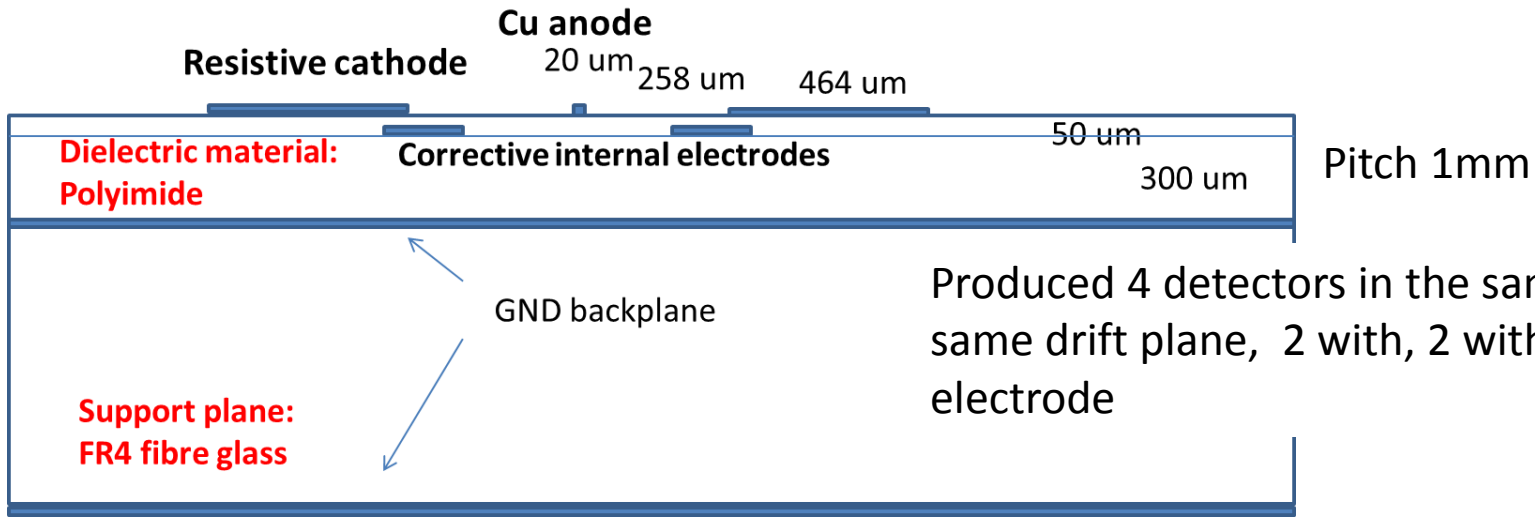 Cu anode
Resistive cathode
20 um
258 um
464 um
50 um
Dielectric material:
Polyimide
Corrective internal electrodes
300 um
Pitch 1mm
GND backplane
Produced 4 detectors in the
same drift plane, 2 with, 2
electrode
Support plane:
FR4 fibre glass